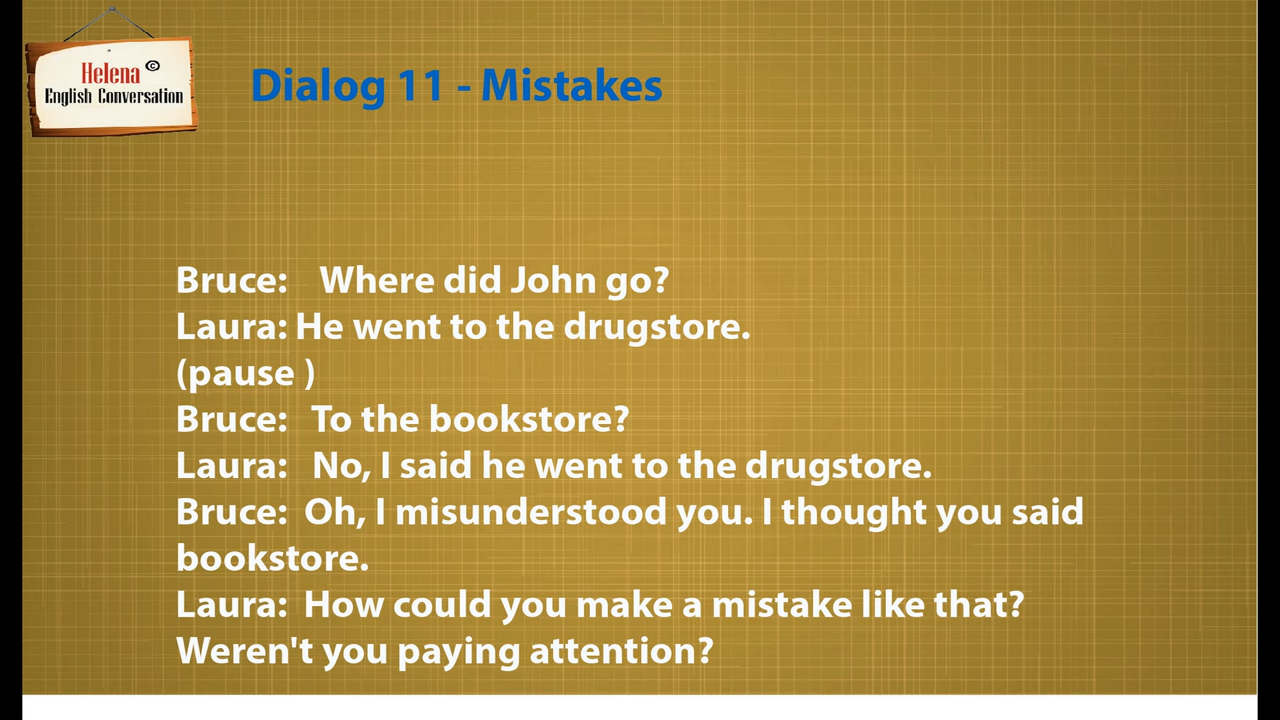 Helena ©
English Conversation
Dialog 11 - Mistakes
Bruce: Where did John go?
Laura: He went to the drugstore.
(pause )
Bruce: To the bookstore?
Laura: No, I said he went to the drugstore.
Bruce: Oh, I misunderstood you. I thought you said
bookstore.
Laura: How could you make a mistake like that?
Weren't you paying attention?